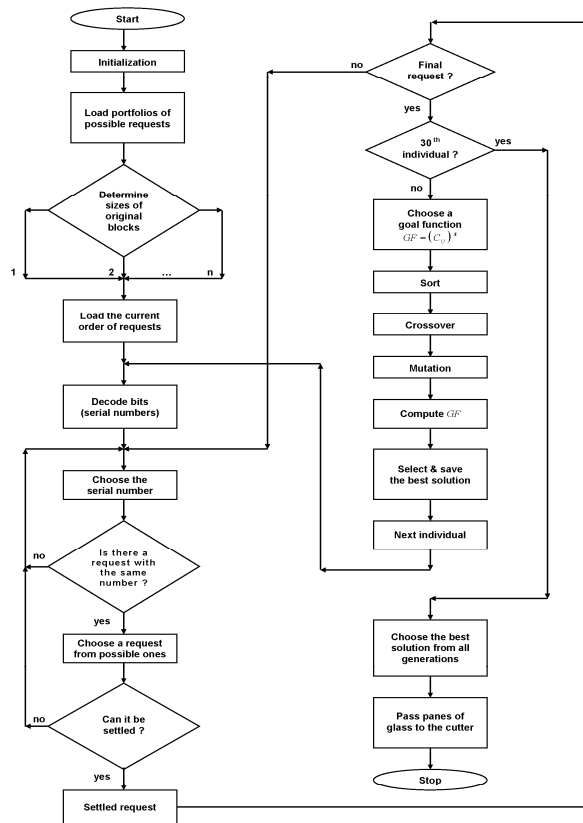 Start
Initialization
Load portfolios of
possible requests
Determine
sizes of
original
blocks
1
2
...
n
Load the current
order of requests
Decode bits
(serial numbers)
Choose the
serial number
Is there a
request with
the same
number ?
no
yes
Choose a request
from possible ones
Can it be
settled ?
no
yes
Settled request
Final
request ?
no
yes
30 th
individual ?
yes
no
Choose a
goal function
Sort
Crossover
Mutation
Compute GF
Select & save
the best solution
Next individual
Choose the best
solution from all
generations
Pass panes of
glass to the cutter
Stop